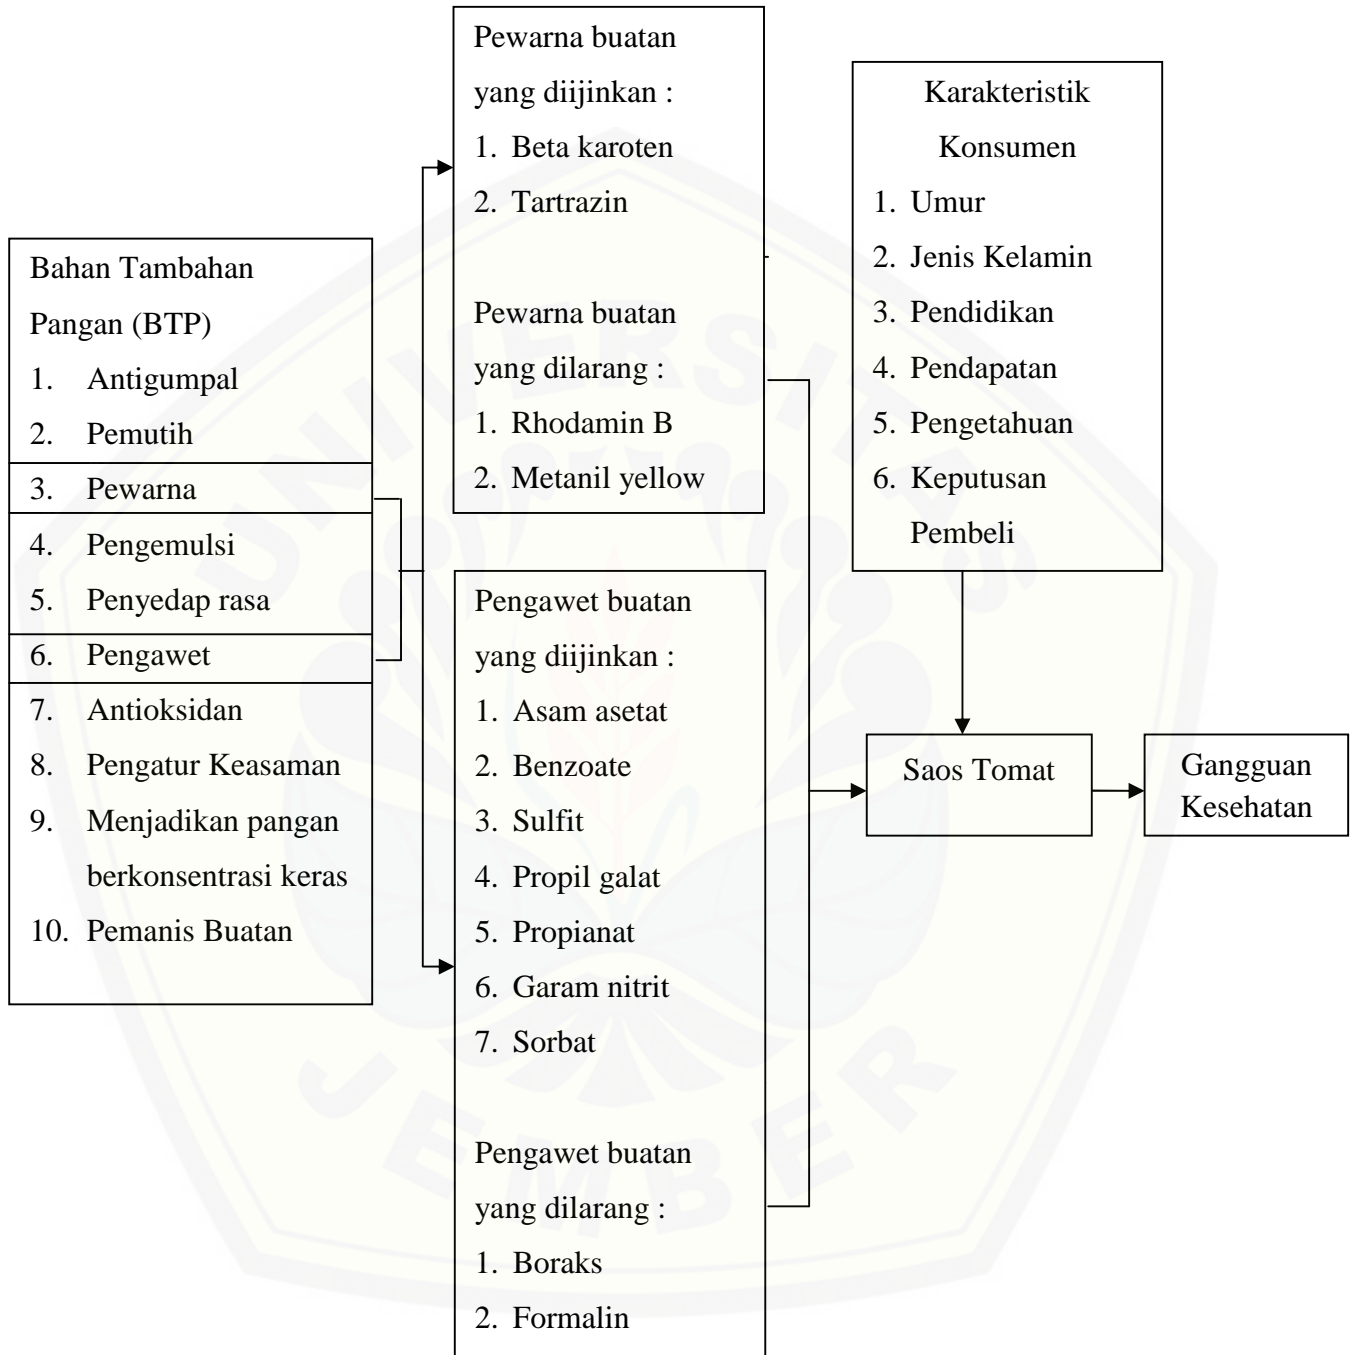 Bahan Tambahan
Pangan (BTP)
1. Antigumpal
2. Pemutih
3. Pewarna
4. Pengemulsi
5. Penyedap rasa
6. Pengawet
7. Antioksidan
8. Pengatur Keasaman
9. Menjadikan pangan
berkonsentrasi keras
10. Pemanis Buatan
Pewarna buatan
yang diijinkan :
1. Beta karoten
2. Tartrazin
Pewarna buatan
yang dilarang :
1. Rhodamin B
2. Metanil yellow
Pengawet buatan
yang diijinkan :
1. Asam asetat
2. Benzoate
3. Sulfit
4. Propil galat
5. Propianat
6. Garam nitrit
7. Sorbat
Pengawet buatan
yang dilarang :
1. Boraks
2. Formalin
Karakteristik
Konsumen
1. Umur
2. Jenis Kelamin
3. Pendidikan
4. Pendapatan
5. Pengetahuan
6. Keputusan
Pembeli
Saos Tomat
Gangguan
Kesehatan
UNIVERSITAS
JEMBER